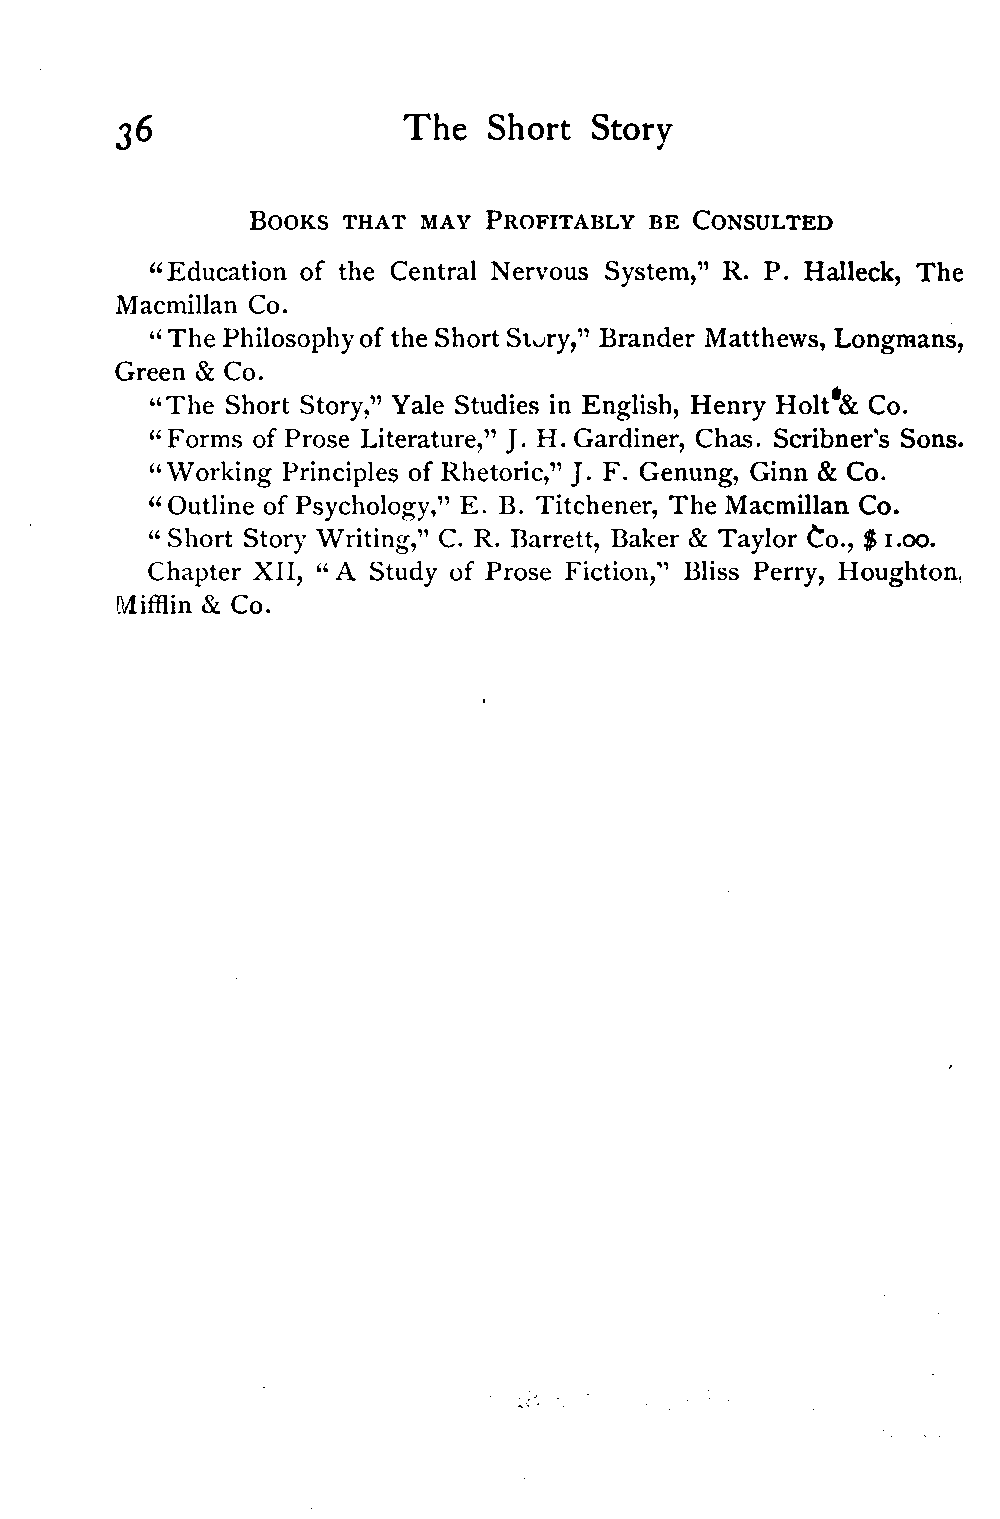 36 The Short Story
BOOKS THAT MAY PROFITABLY BE CONSULTED
“Education of the Central Nervous System,” R. P. Halleck, The
Macmillan Co.
“The Philosophy of the Short Story,” Brander Matthews, Longmans,
Green & Co.
“The Short Story,” Yale Studies in English, Henry Holt & Co.
“Forms of Prose Literature,” J. H. Gardiner, Chas. Scribner's Sons.
“Working Principles of Rhetoric,” J. F. Genung, Ginn & Co.
“Outline of Psychology,” E. B. Titchener, The Macmillan Co.
“Short Story Writing,” C. R. Barrett, Baker & Taylor Co., $1.00.
Chapter XII, “A Study of Prose Fiction,” Bliss Perry, Houghton,
Mifflin & Co.